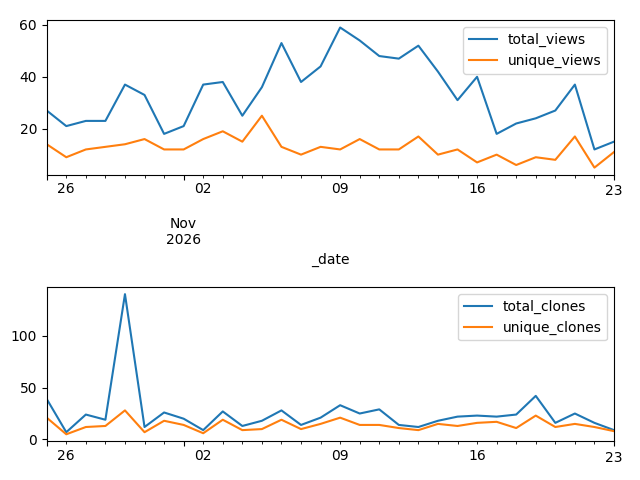 60
40
20
total_views
unique_views
26
02
09
16
23
Nov
2026
_date
100
50
0
total_clones
unique_clones
26
02
09
16
23